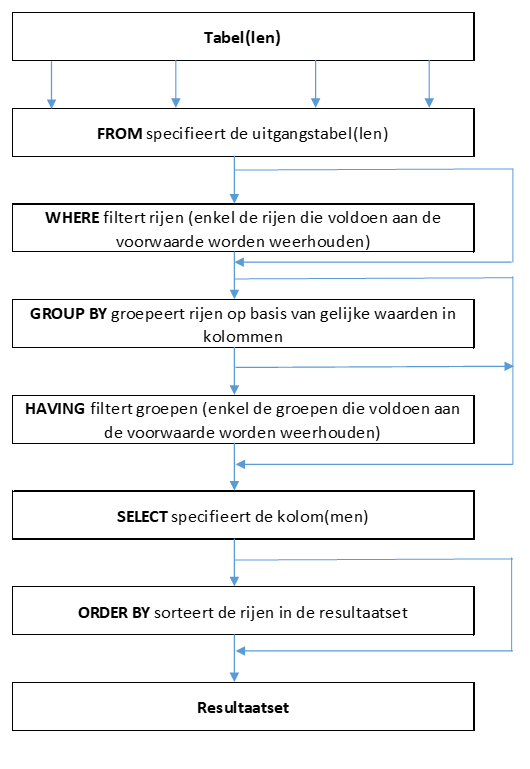 Tabel(len)
FROM specifieert de uitgangstabel(len)
WHERE filtert rijen (enkel de rijen die voldoen aan de
voorwaarde worden weerhouden)
GROUP BY groepeert rijen op basis van gelijke waarden in
kolommen
HAVING filtert groepen (enkel de groepen die voldoen aan
de voorwaarde worden weerhouden)
SELECT specifieert de kolom(men)
ORDER BY sorteert de rijen in de resultaatset
Resultaatset